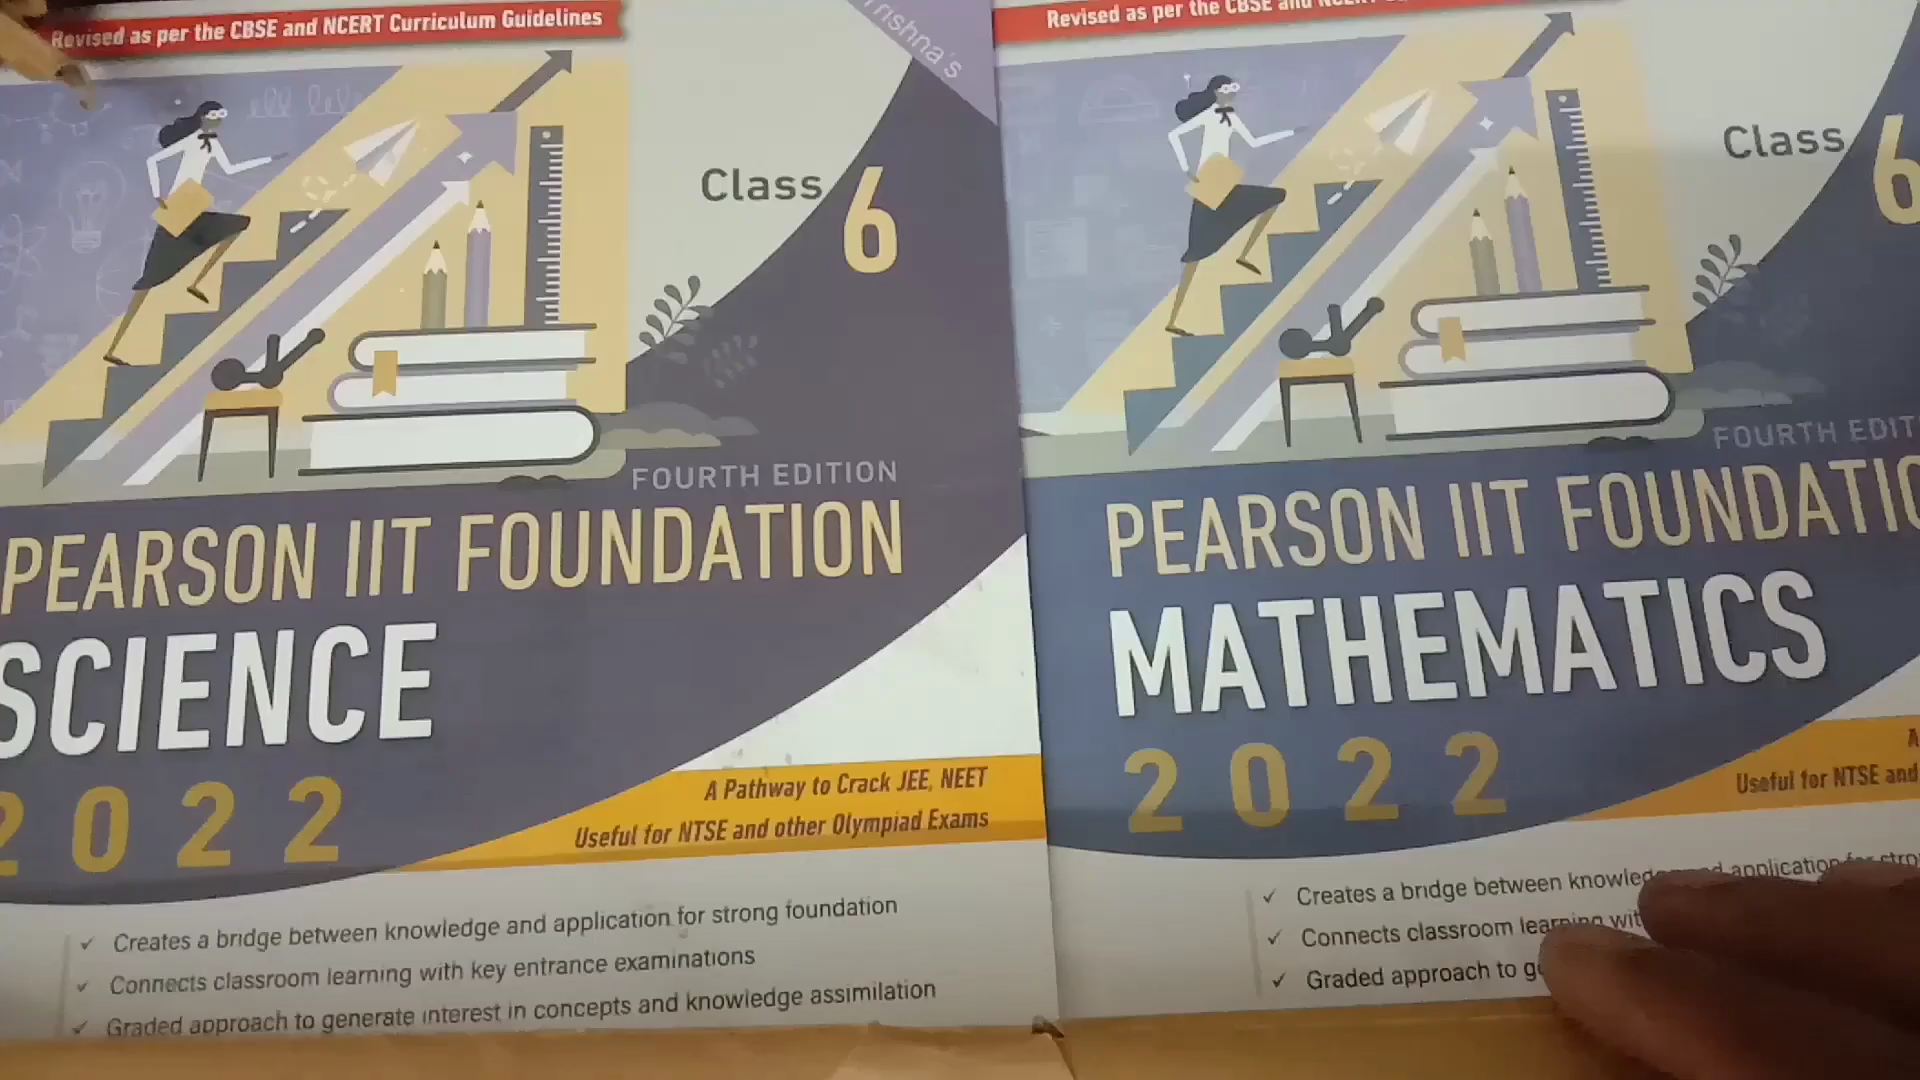 Revised as per the CBSE and NCERT Curriculum Guidelines
rishna's
Class 6
FOURTH EDITION
PEARSON IIT FOUNDATION
SCIENCE
2022
A Pathway to Crack JEE, NEET
Useful for NTSE and other Olympiad Exams
✓ Creates a bridge between knowledge and application for strong foundation
✓ Connects classroom learning with key entrance examinations
✓ Graded approach to generate interest in concepts and knowledge assimilation
Revised as per the CBSE and
Class 6
FOURTH EDIT
PEARSON IIT FOUNDATIO
MATHEMATICS
2022
A
Useful for NTSE and
✓ Creates a bridge between application for stro
✓ Connects classroom learning wit
✓ Graded approach to